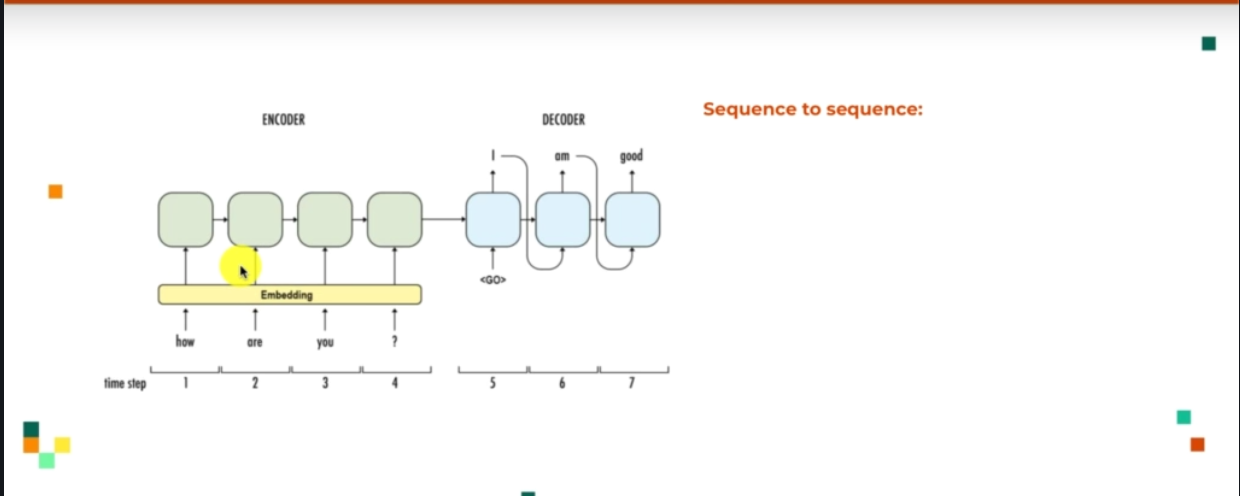 Sequence to sequence:
ENCODER DECODER
I am good
<GO>
Embedding
how are you ?
time step 1 2 3 4 5 6 7